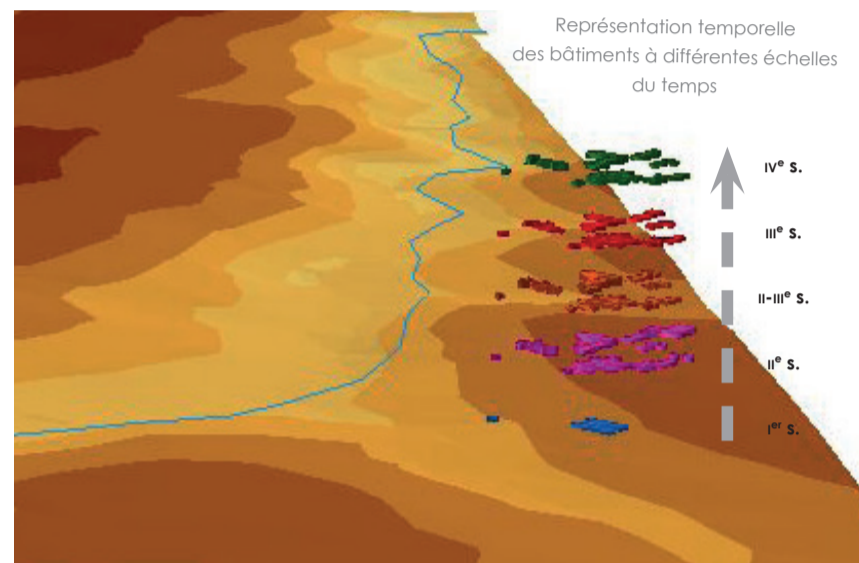 Représentation temporelle
des bâtiments à différentes échelles
du temps
IVe s.
IIIe s.
II-IIIe s.
IIe s.
Ier s.